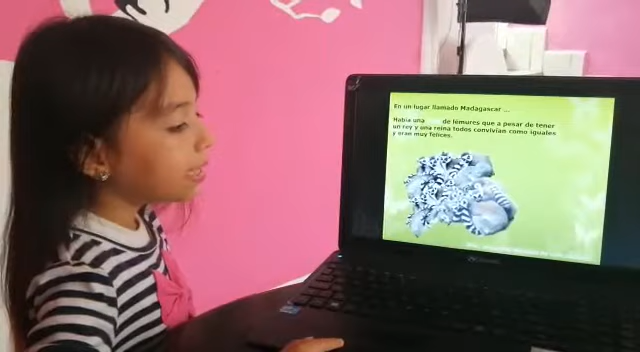 En un lugar llamado Madagascar ...
Había una de lémures que a pesar de tener
un rey y una reina todos convivían como iguales
y eran muy felices.